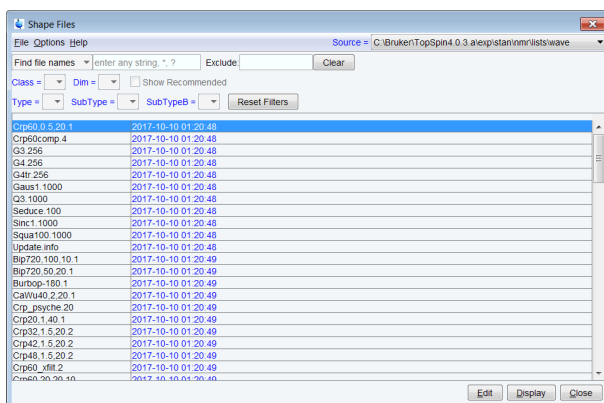 Shape Files
File Options Help Source = C:\Bruker\TopSpin4.0.3.a\exp\stan\nmr\lists\wave
Find file names enter any string, *, ? Exclude: Clear
Class = Dim = Show Recommended
Type = SubType = SubTypeB = Reset Filters
Crp60,0.5,20.1 2017-10-10 01:20:48
Crp60comp.4 2017-10-10 01:20:48
G3.256 2017-10-10 01:20:48
G4.256 2017-10-10 01:20:48
G4tr.256 2017-10-10 01:20:48
Gaus1.1000 2017-10-10 01:20:48
Q3.1000 2017-10-10 01:20:48
Seduce.100 2017-10-10 01:20:48
Sinc1.1000 2017-10-10 01:20:48
Squa100.1000 2017-10-10 01:20:48
Update.info 2017-10-10 01:20:48
Bip720,100,10.1 2017-10-10 01:20:49
Bip720,50,20.1 2017-10-10 01:20:49
Burbop-180.1 2017-10-10 01:20:49
CaWu40,2,20.1 2017-10-10 01:20:49
Crp_psyche.20 2017-10-10 01:20:49
Crp20,1,40.1 2017-10-10 01:20:49
Crp32,1.5,20.2 2017-10-10 01:20:49
Crp42,1.5,20.2 2017-10-10 01:20:49
Crp48,1.5,20.2 2017-10-10 01:20:49
Crp60_xfilt.2 2017-10-10 01:20:49
Crp60,20,20.10 2017-10-10 01:20:49
Edit Display Close